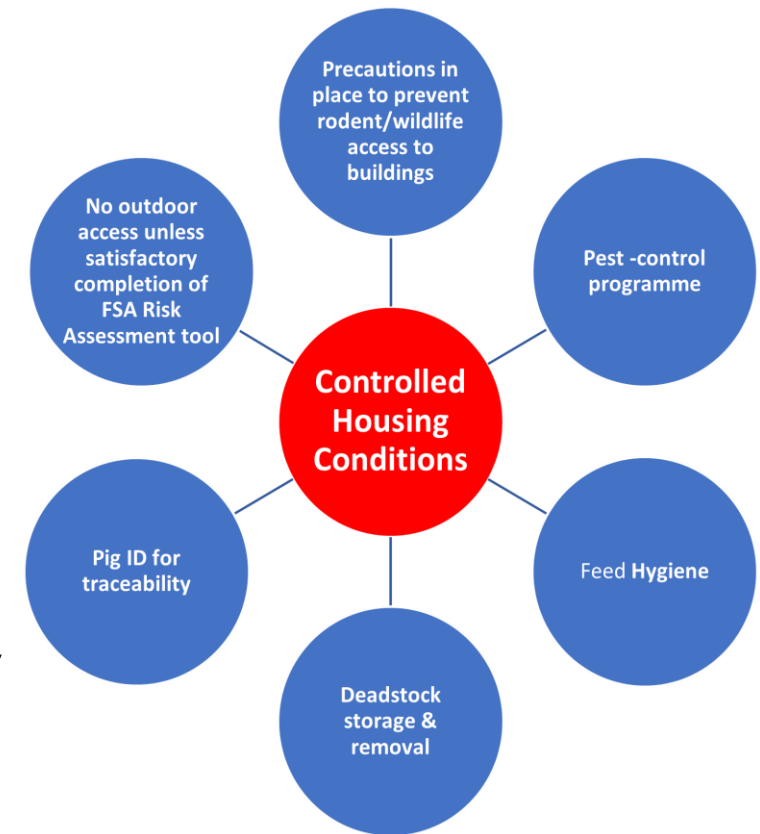 Precautions in
place to prevent
rodent/wildlife
access to
buildings
No outdoor
access unless
satisfactory
completion of
FSA Risk
Assessment tool
Pest -control
programme
Controlled
Housing
Conditions
Pig ID for
traceability
Feed Hygiene
Deadstock
storage &
removal